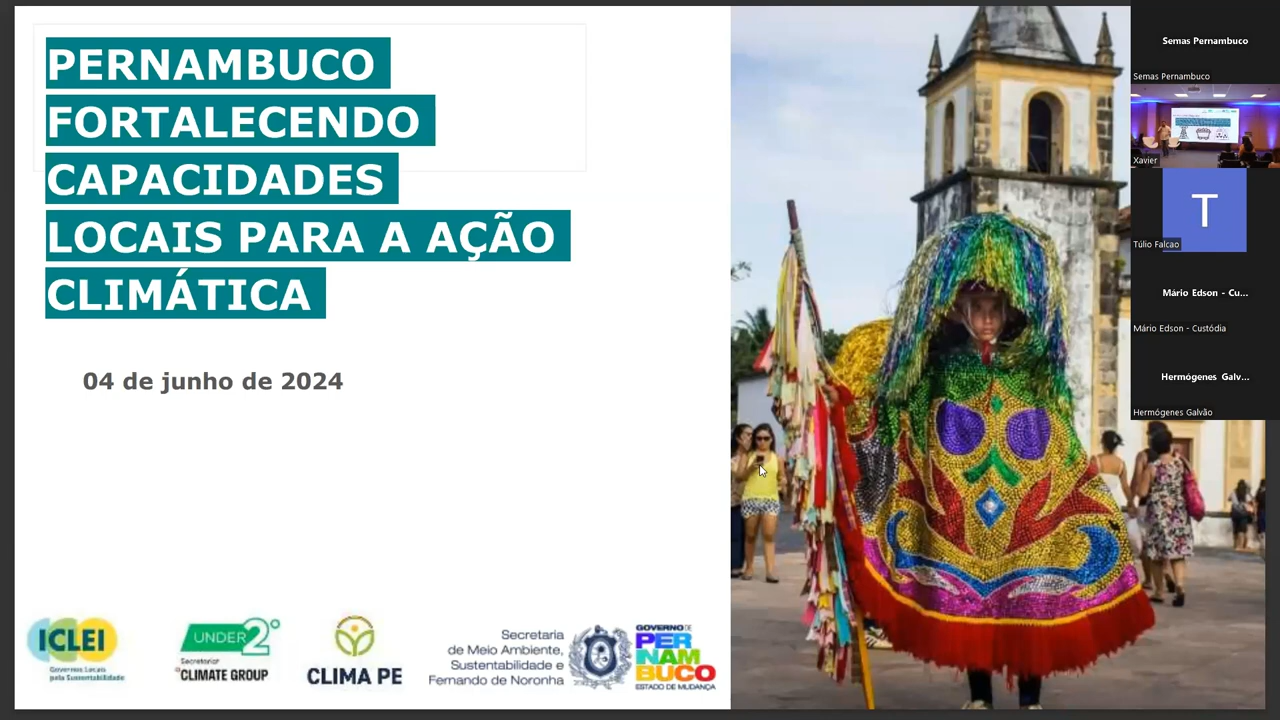 PERNAMBUCO
FORTALECENDO
CAPACIDADES
LOCAIS PARA A AÇÃO
CLIMÁTICA
04 de junho de 2024
ICLEI
Governos Locais
pela Sustentabilidade
UNDER2°
Secretariat
°CLIMATE GROUP
CLIMA PE
Secretaria
de Meio Ambiente,
Sustentabilidade e
Fernando de Noronha
GOVERNO DE
PER
NAM
BUCO
ESTADO DE MUDANÇA
Semas Pernambuco
Semas Pernambuco
Xavier
T
Túlio Falcao
Mário Edson - Cu...
Mário Edson - Custódia
Hermógenes Galv...
Hermógenes Galvão